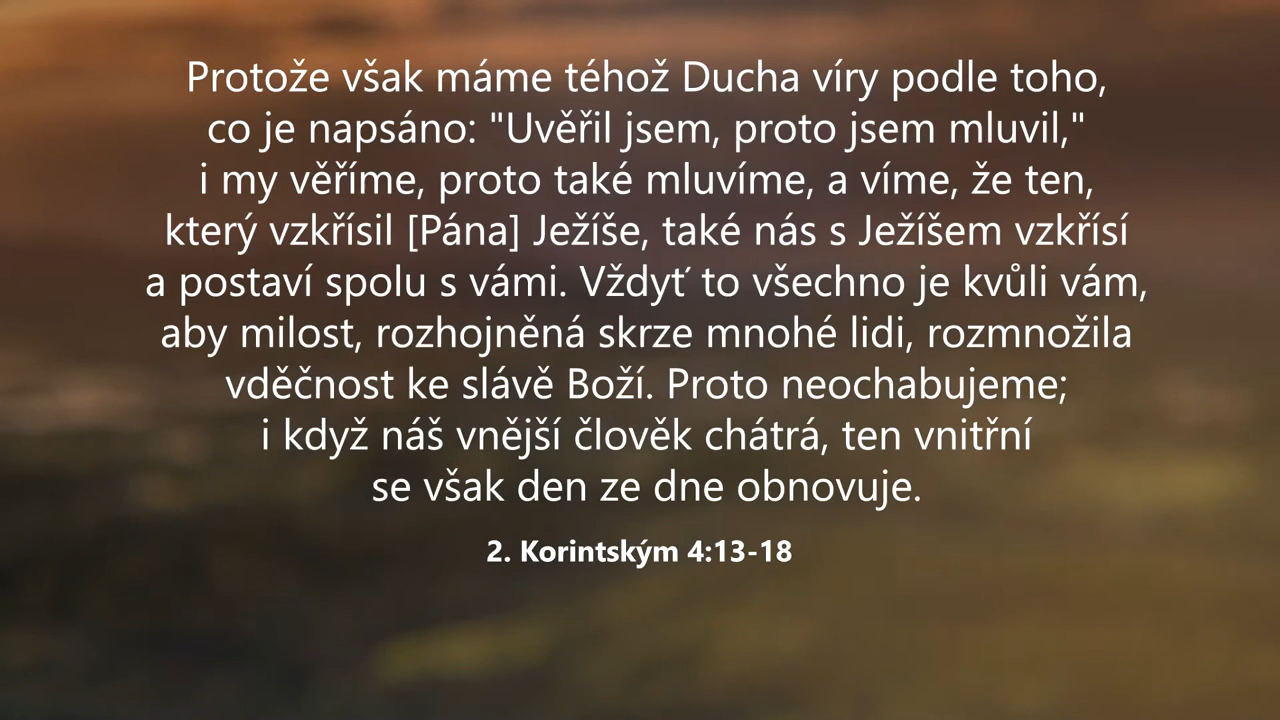 Protože však máme téhož Ducha víry podle toho,
co je napsáno: "Uvěřil jsem, proto jsem mluvil,"
i my věříme, proto také mluvíme, a víme, že ten,
který vzkřísil [Pána] Ježíše, také nás s Ježíšem vzkřísí
a postaví spolu s vámi. Vždyť to všechno je kvůli vám,
aby milost, rozhojněná skrze mnohé lidi, rozmnožila
vděčnost ke slávě Boží. Proto neochabujeme;
i když náš vnější člověk chátrá, ten vnitřní
se však den ze dne obnovuje.
2. Korintským 4:13-18